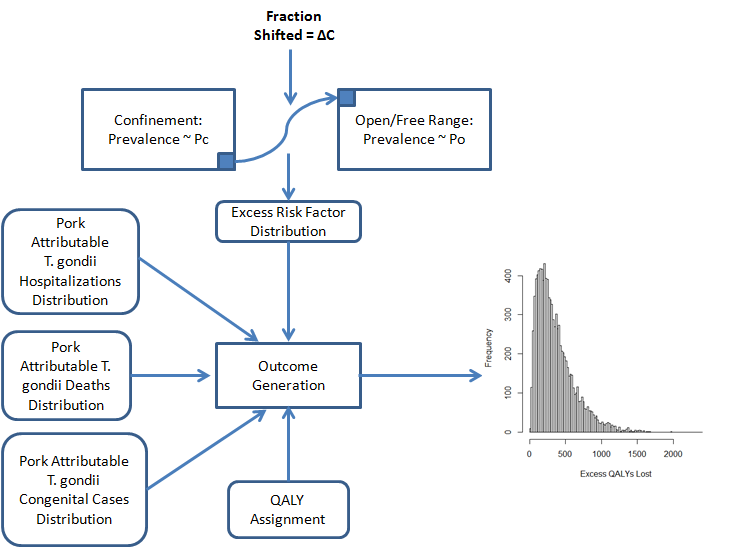 Fraction
Shifted = ΔC
Confinement:
Prevalence ~ Pc
Open/Free Range:
Prevalence ~ Po
Excess Risk Factor
Distribution
Pork
Attributable
T. gondii
Hospitalizations
Distribution
Pork
Attributable T.
gondii Deaths
Distribution
Pork Attributable
T. gondii
Congenital Cases
Distribution
Outcome
Generation
QALY
Assignment
Frequency
400
300
200
100
0
0 500 1000 1500 2000
Excess QALYs Lost